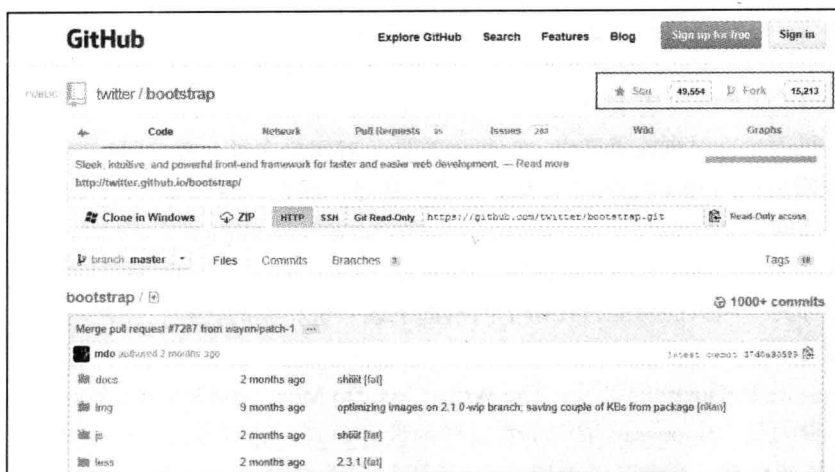 GitHub Explore GitHub Search Features Blog Sign up for free Sign in
PUBLIC twitter / bootstrap Star 49,554 Fork 15,213
Code Network Pull Requests Issues Wiki Graphs
Sleek, intuitive, and powerful front-end framework for faster and easier web development. — Read more
http://twitter.github.io/bootstrap/
Clone in Windows ZIP HTTP SSH Git Read-Only https://github.com/twitter/bootstrap.git Read-Only access
branch: master Files Commits Branches 3 Tags
bootstrap / 1000+ commits
Merge pull request #7287 from
mdo authored 2 months ago latest commit
docs 2 months ago [fat]
img 9 months ago optimizing images on 2.1.0-wip branch; saving couple of KBs from package
js 2 months ago [fat]
less 2 months ago 2.3.1 [fat]